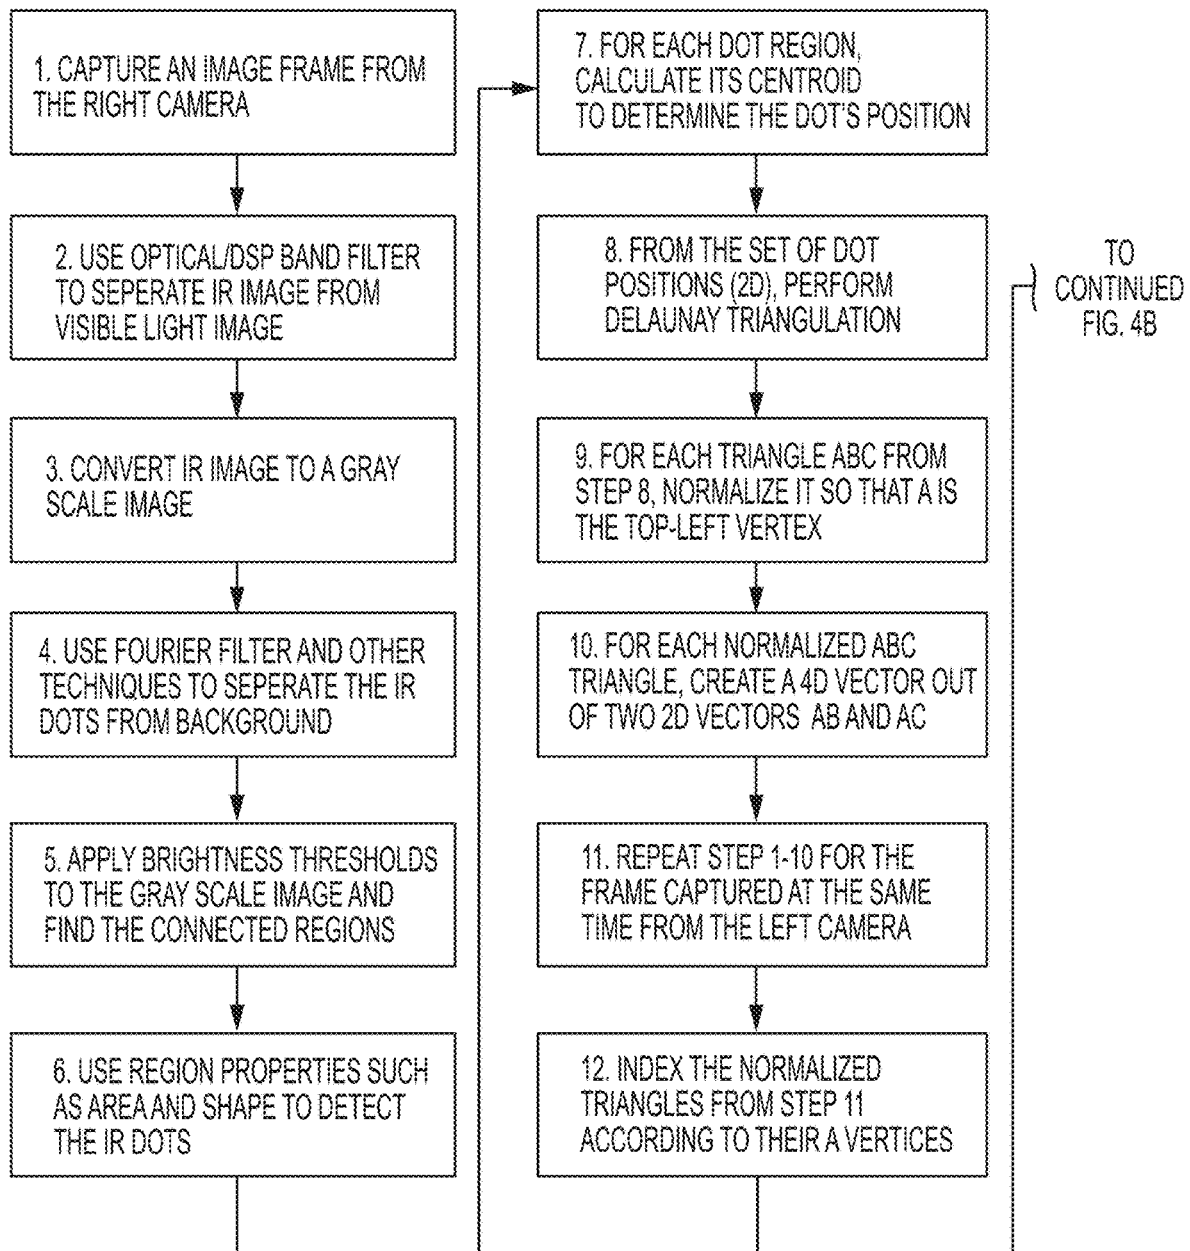 1. CAPTURE AN IMAGE FRAME FROM
THE RIGHT CAMERA
2. USE OPTICAL/DSP BAND FILTER
TO SEPERATE IR IMAGE FROM
VISIBLE LIGHT IMAGE
3. CONVERT IR IMAGE TO A GRAY
SCALE IMAGE
4. USE FOURIER FILTER AND OTHER
TECHNIQUES TO SEPERATE THE IR
DOTS FROM BACKGROUND
5. APPLY BRIGHTNESS THRESHOLDS
TO THE GRAY SCALE IMAGE AND
FIND THE CONNECTED REGIONS
6. USE REGION PROPERTIES SUCH
AS AREA AND SHAPE TO DETECT
THE IR DOTS
7. FOR EACH DOT REGION,
CALCULATE ITS CENTROID
TO DETERMINE THE DOT'S POSITION
8. FROM THE SET OF DOT
POSITIONS (2D), PERFORM
DELAUNAY TRIANGULATION
9. FOR EACH TRIANGLE ABC FROM
STEP 8, NORMALIZE IT SO THAT A IS
THE TOP-LEFT VERTEX
10. FOR EACH NORMALIZED ABC
TRIANGLE, CREATE A 4D VECTOR OUT
OF TWO 2D VECTORS AB AND AC
11. REPEAT STEP 1-10 FOR THE
FRAME CAPTURED AT THE SAME
TIME FROM THE LEFT CAMERA
12. INDEX THE NORMALIZED
TRIANGLES FROM STEP 11
ACCORDING TO THEIR A VERTICES
TO
CONTINUED
FIG. 4B